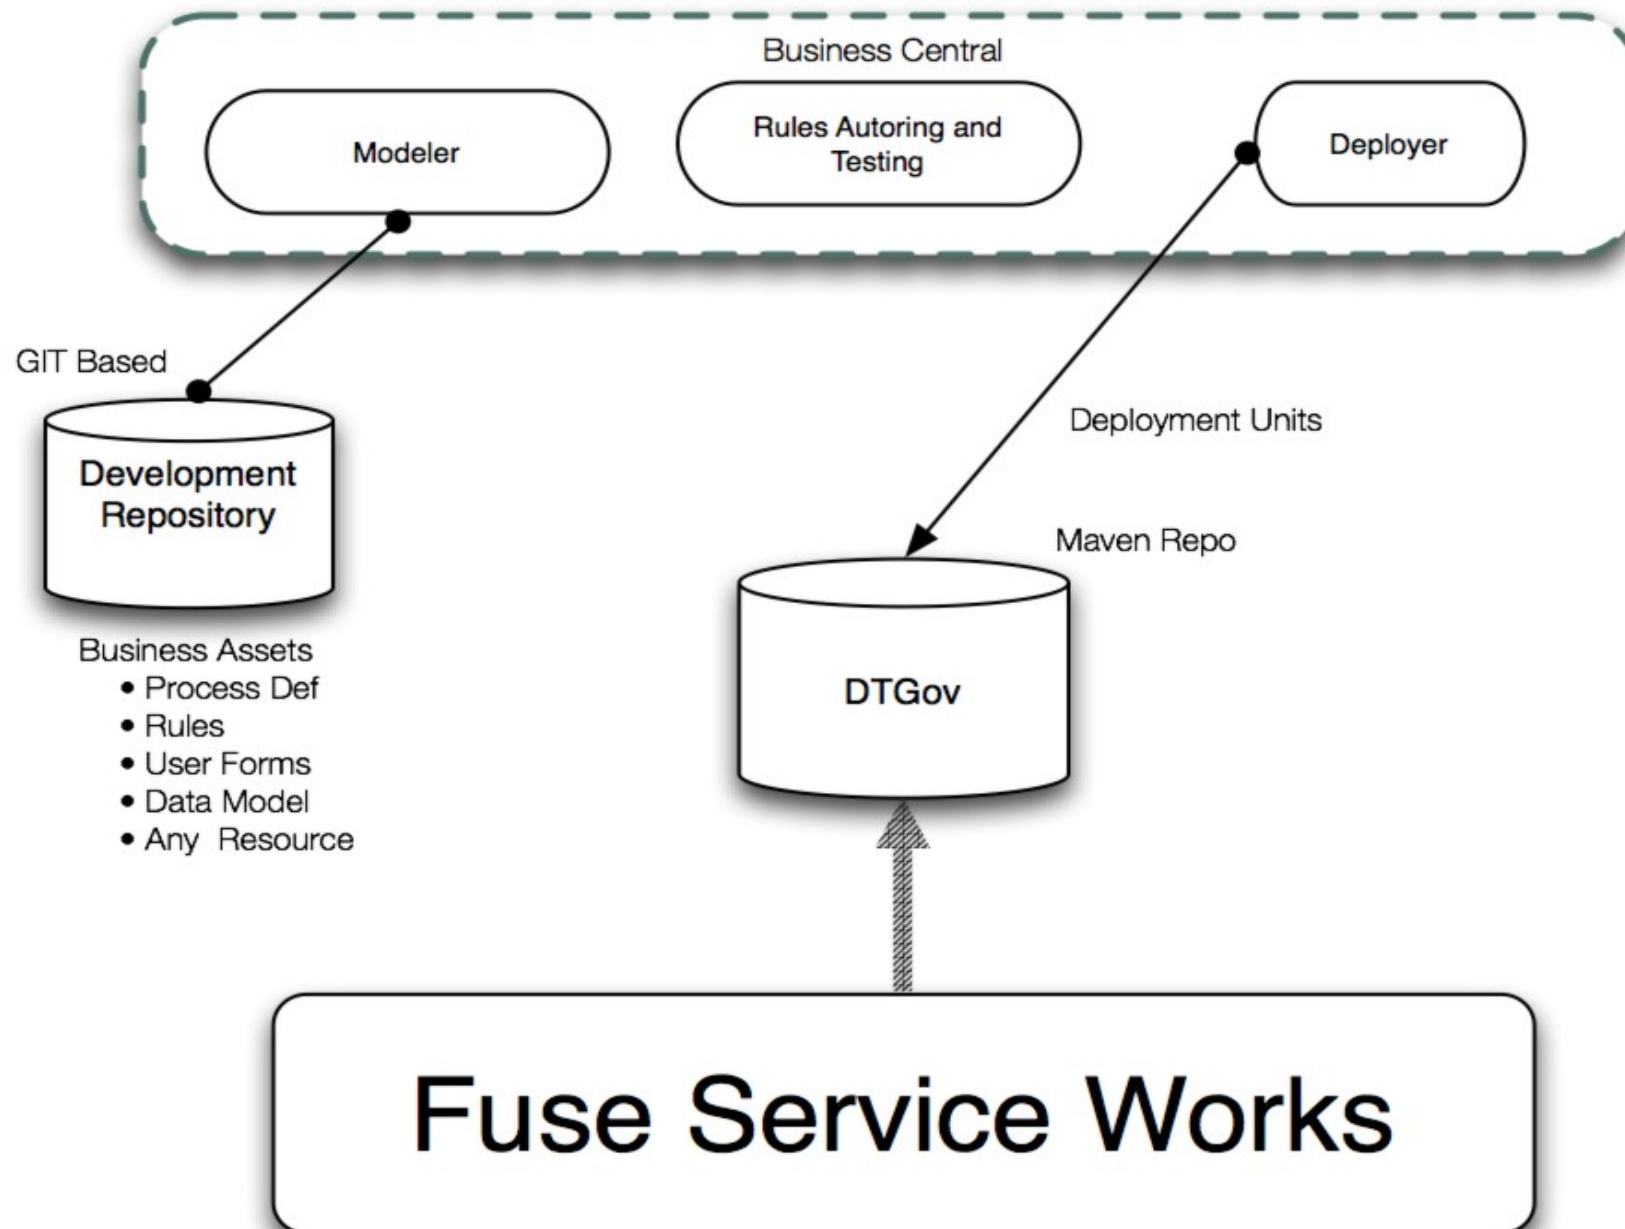 Business Central
Modeler
Rules Autoring and
Testing
Deployer
GIT Based
Development
Repository
Deployment Units
Maven Repo
Business Assets
• Process Def
• Rules
• User Forms
• Data Model
• Any  Resource
DTGov
Fuse Service Works